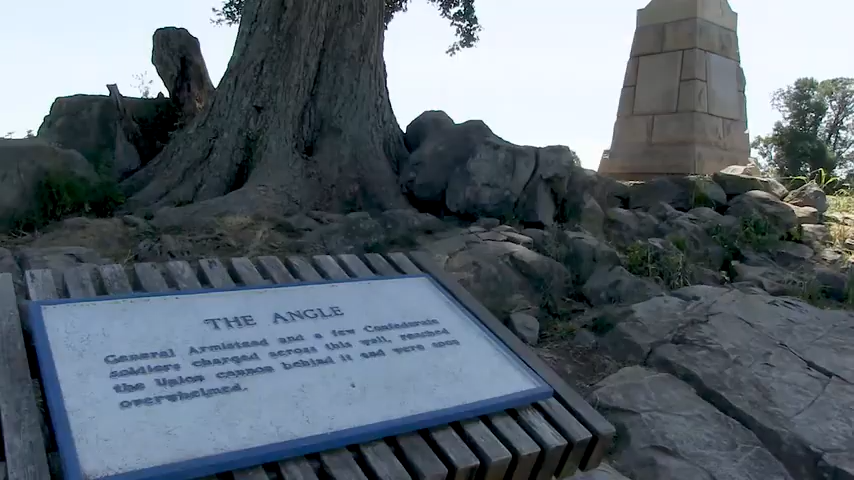 THE ANGLE
General Armistead and a few Confederate
soldiers charged across this wall, reached
the Union cannon behind it and were soon
overwhelmed.